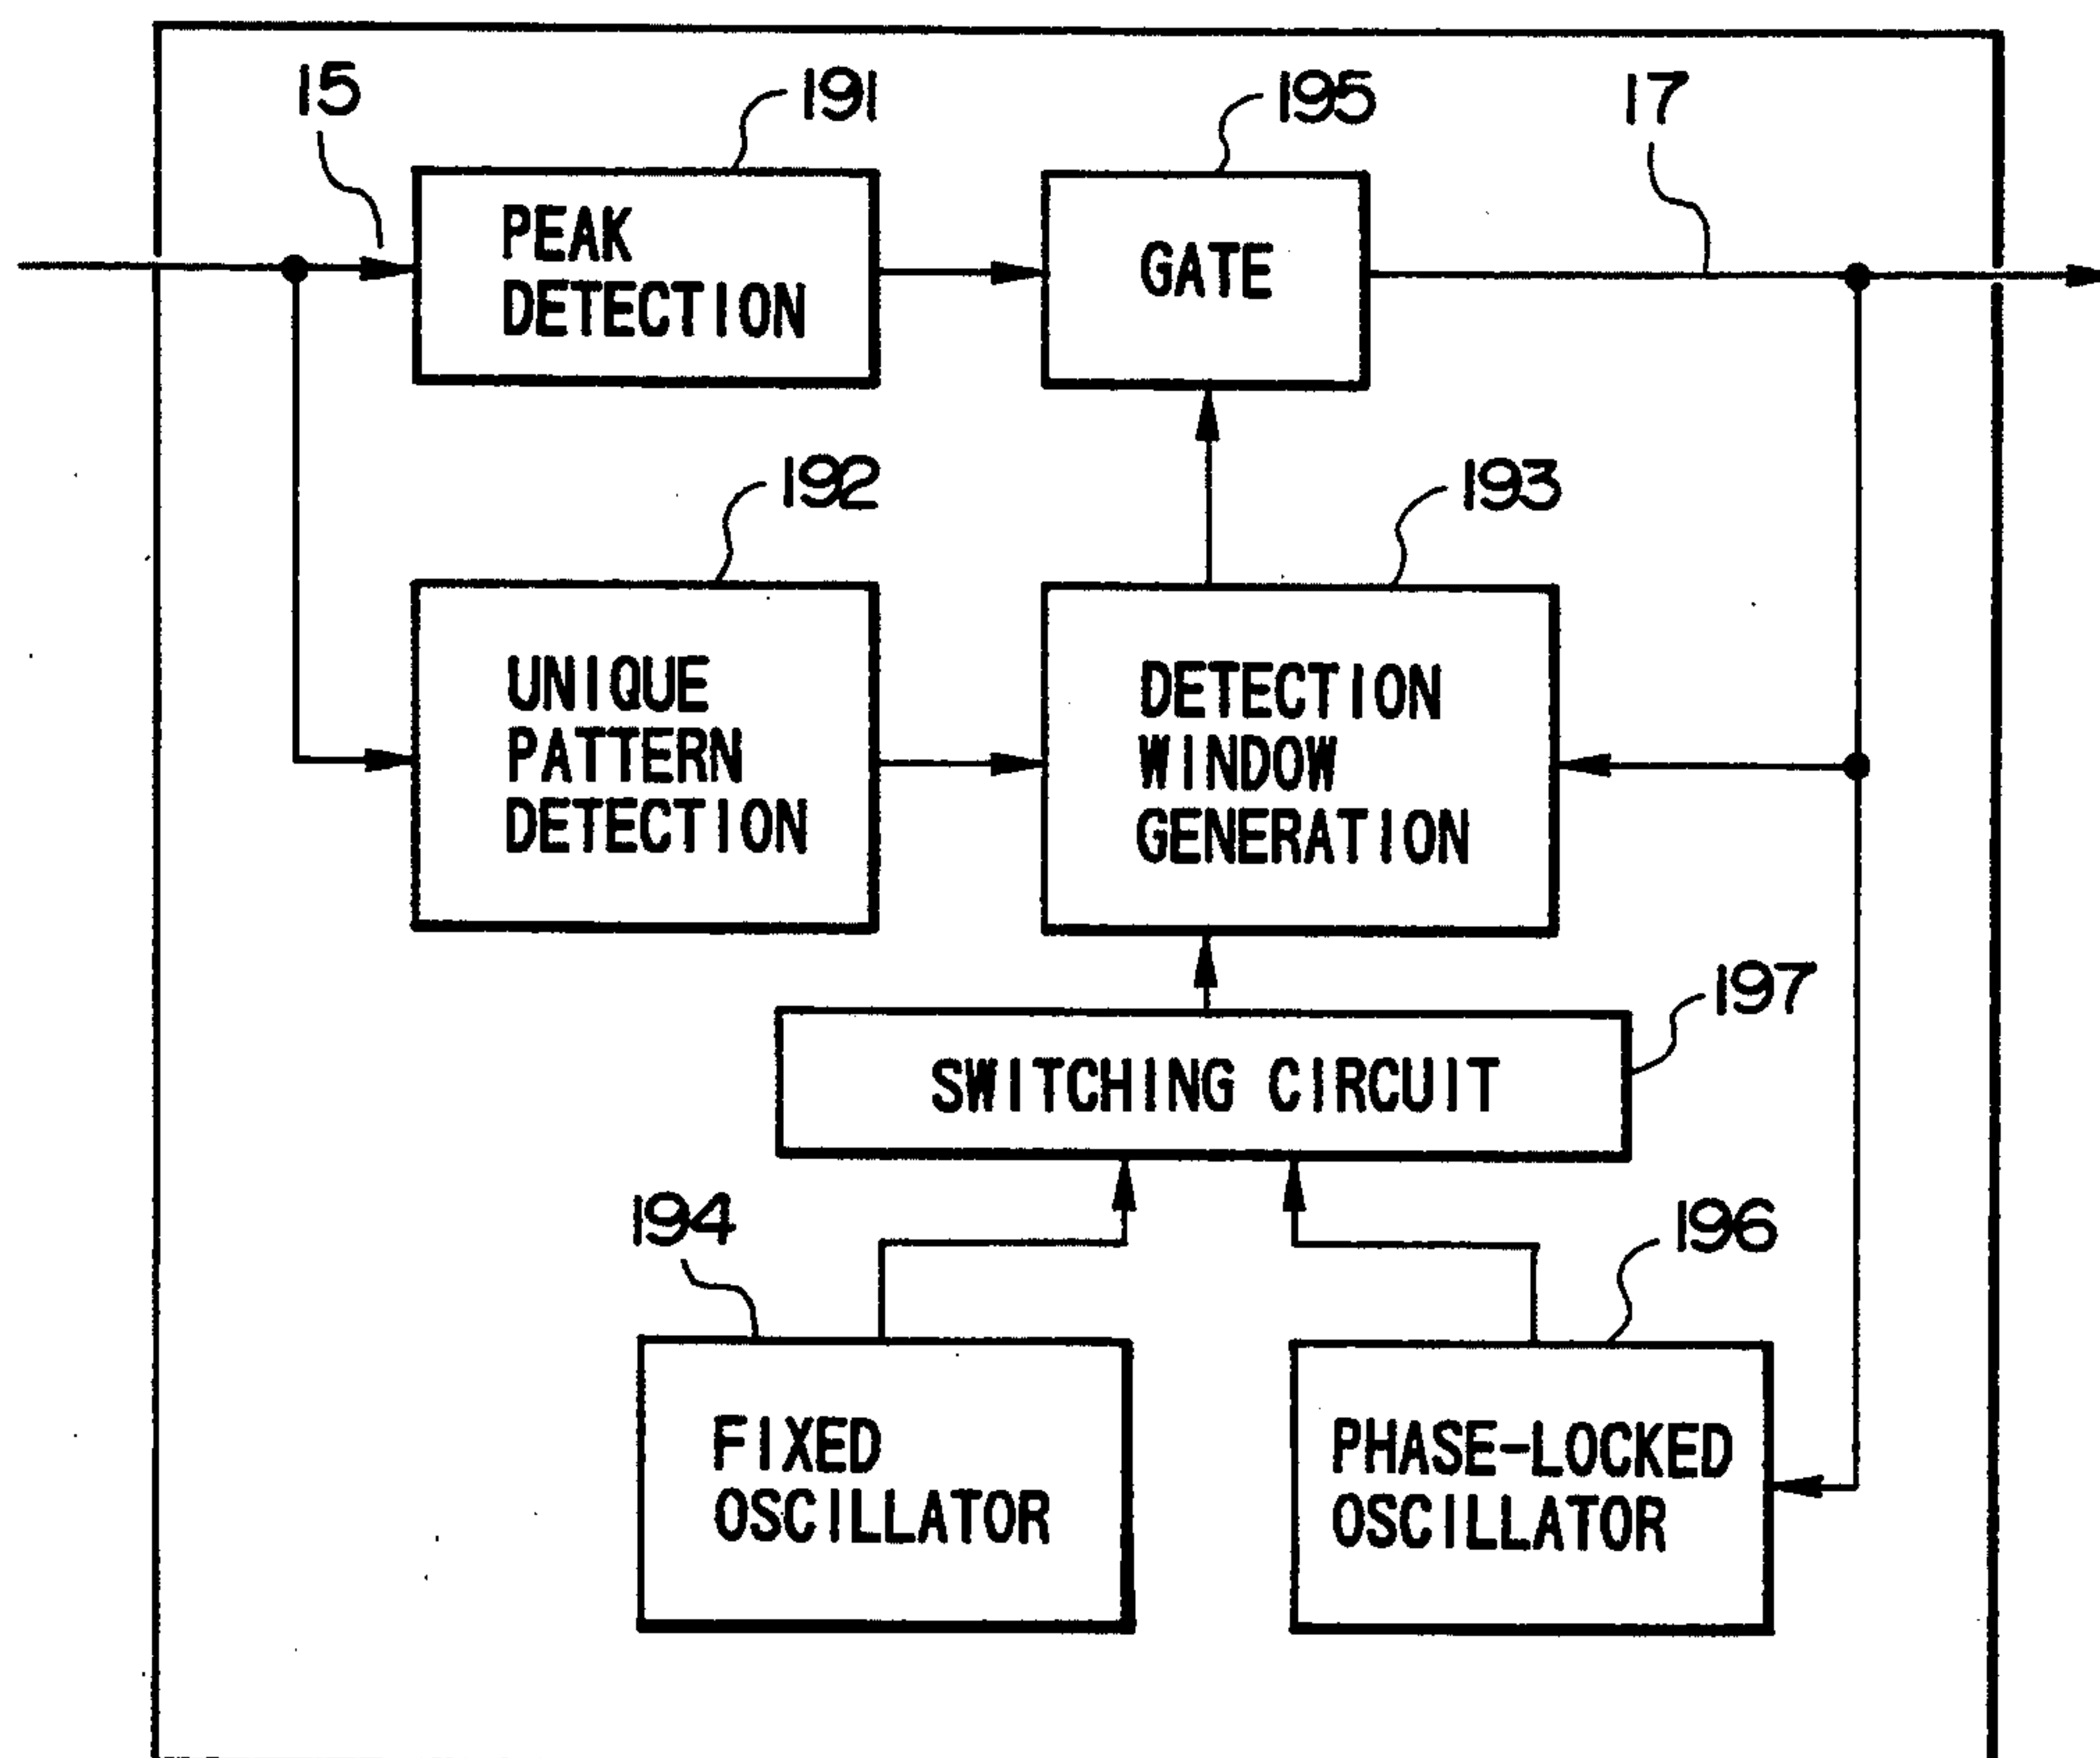 15
191
195
17
PEAK
DETECTION
GATE
192
193
UNIQUE
PATTERN
DETECTION
DETECTION
WINDOW
GENERATION
197
SWITCHING CIRCUIT
194
196
FIXED
OSCILLATOR
PHASE-LOCKED
OSCILLATOR